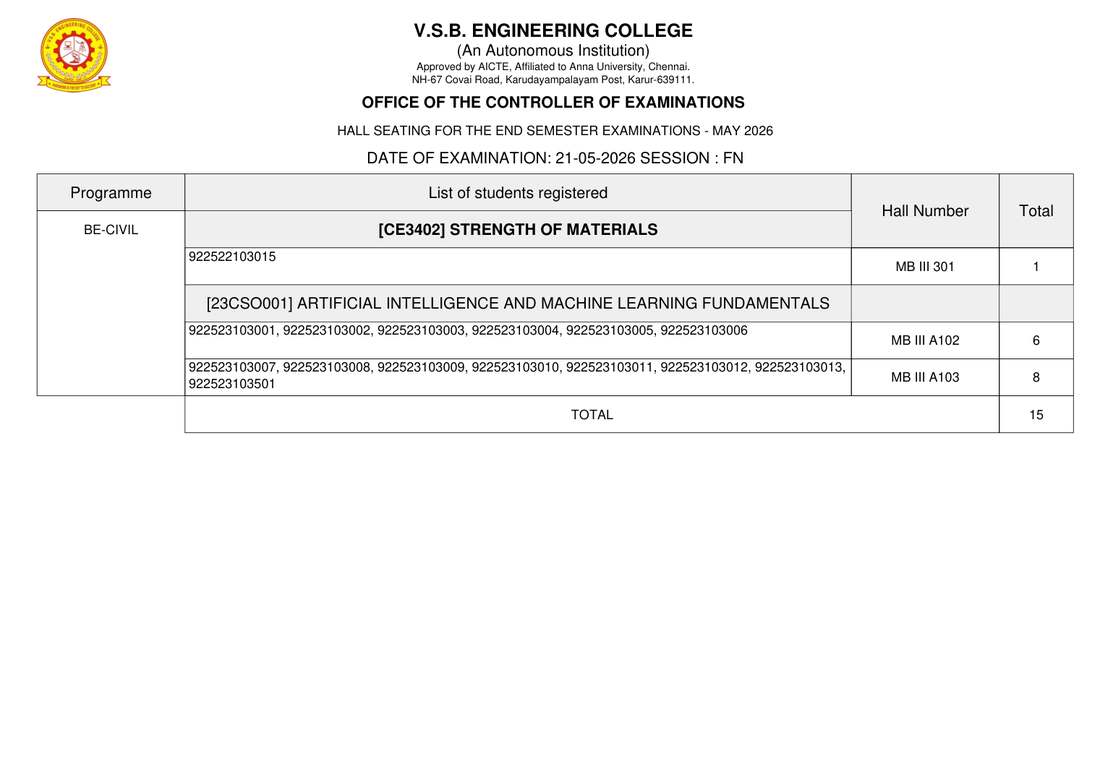 V.S.B. ENGINEERING COLLEGE
(An Autonomous Institution)
Approved by AICTE, Affiliated to Anna University, Chennai.
NH-67 Covai Road, Karudayampalayam Post, Karur-639111.
OFFICE OF THE CONTROLLER OF EXAMINATIONS
HALL SEATING FOR THE END SEMESTER EXAMINATIONS - MAY 2026
DATE OF EXAMINATION: 21-05-2026 SESSION : FN
Programme List of students registered Hall Number Total
BE-CIVIL [CE3402] STRENGTH OF MATERIALS
922522103015 MB III 301 1
[23CSO001] ARTIFICIAL INTELLIGENCE AND MACHINE LEARNING FUNDAMENTALS
922523103001, 922523103002, 922523103003, 922523103004, 922523103005, 922523103006 MB III A102 6
922523103007, 922523103008, 922523103009, 922523103010, 922523103011, 922523103012, 922523103013, MB III A103 8
922523103501
TOTAL 15